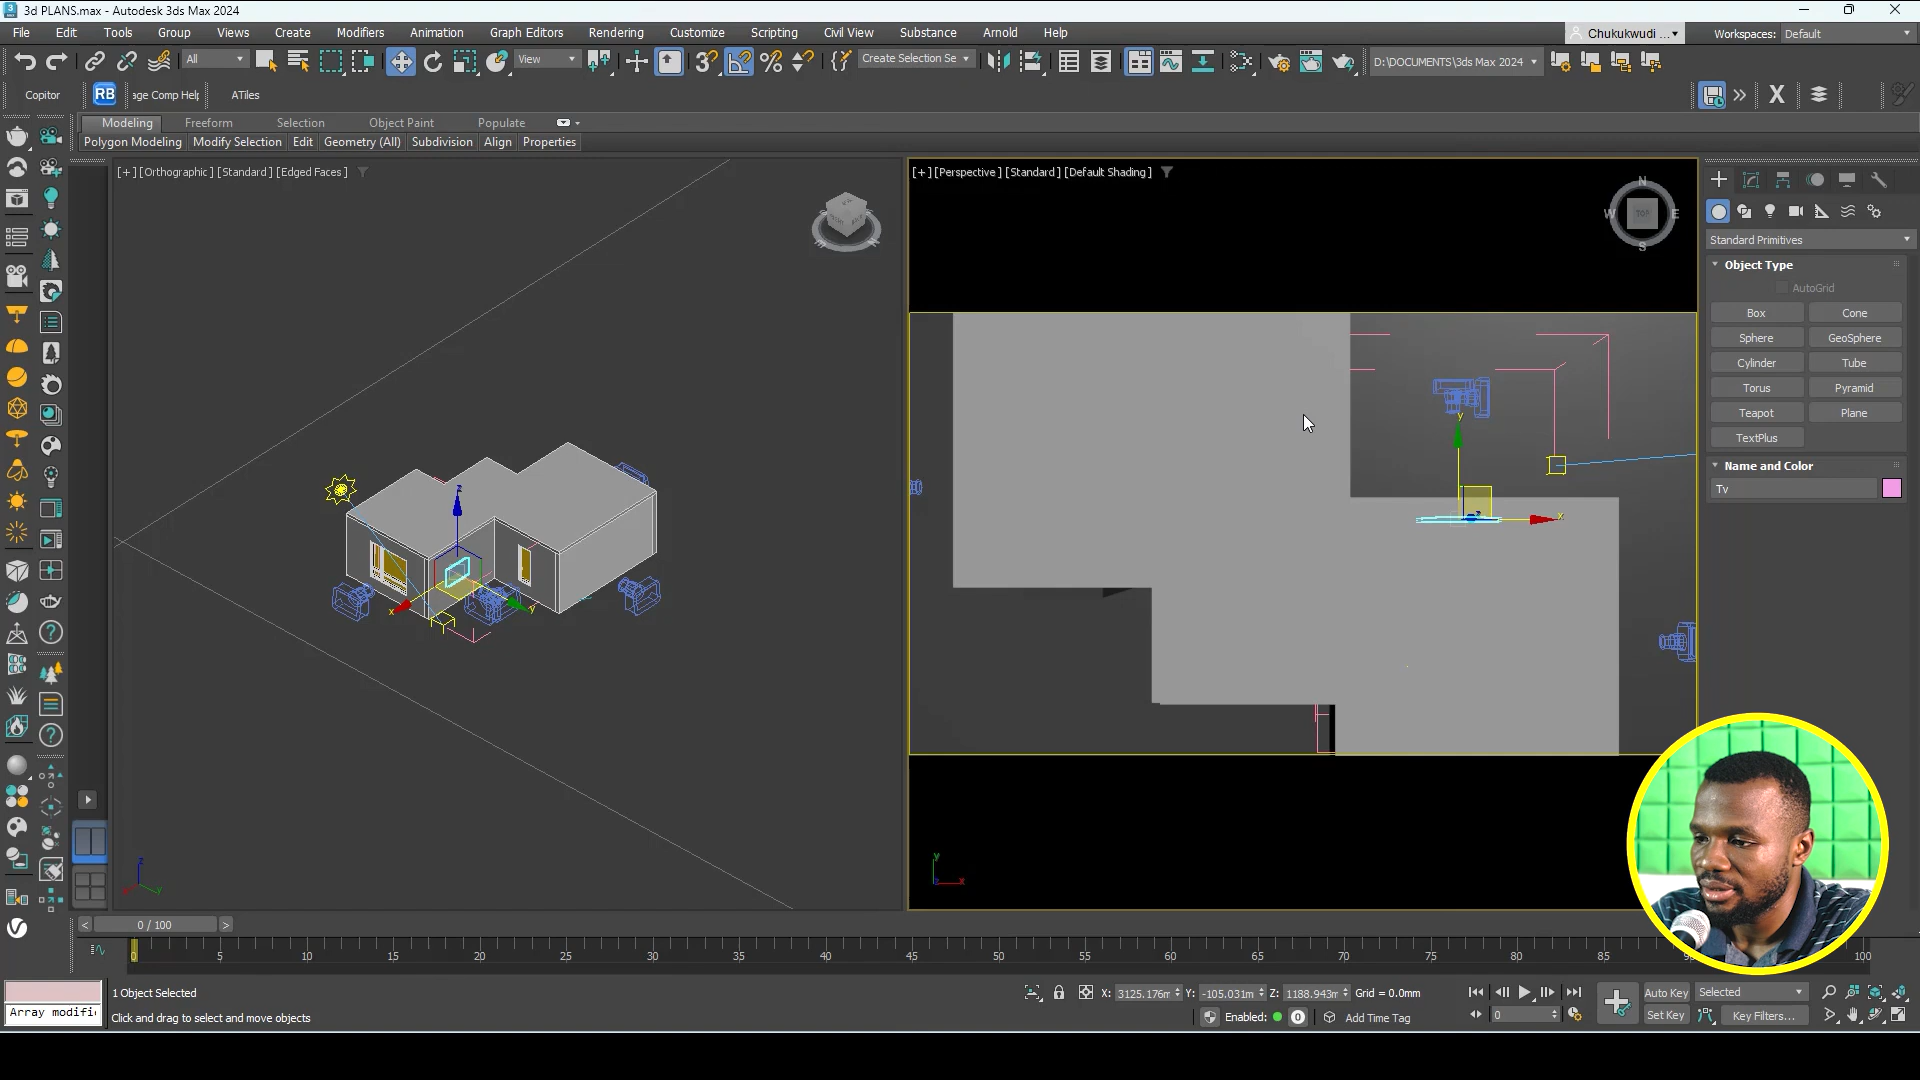 3d PLANS.max - Autodesk 3ds Max 2024
File Edit Tools Group Views Create Modifiers Animation Graph Editors Rendering Customize Scripting Civil View Substance Arnold Help
Chukukwudi ... Workspaces: Default
All View Create Selection Se D:\DOCUMENTS\3ds Max 2024
Copitor RB age Comp Help ATiles
Modeling Freeform Selection Object Paint Populate
Polygon Modeling Modify Selection Edit Geometry (All) Subdivision Align Properties
[+] [Orthographic] [Standard] [Edged Faces]
[+] [Perspective] [Standard] [Default Shading]
N
W TOP E
S
Standard Primitives
Object Type
AutoGrid
Box Cone
Sphere GeoSphere
Cylinder Tube
Torus Pyramid
Teapot Plane
TextPlus
Name and Color
Tv
y
x
z
x
y
z
y
x
0 / 100
0 5 10 15 20 25 30 35 40 45 50 55 60 65 70 75 80 85 100
1 Object Selected
X: 3125.176m Y: -105.031m Z: 1188.943m Grid = 0.0mm
Auto Key Selected
Array modifi
Click and drag to select and move objects
Enabled: 0 Add Time Tag
0 Set Key Key Filters...